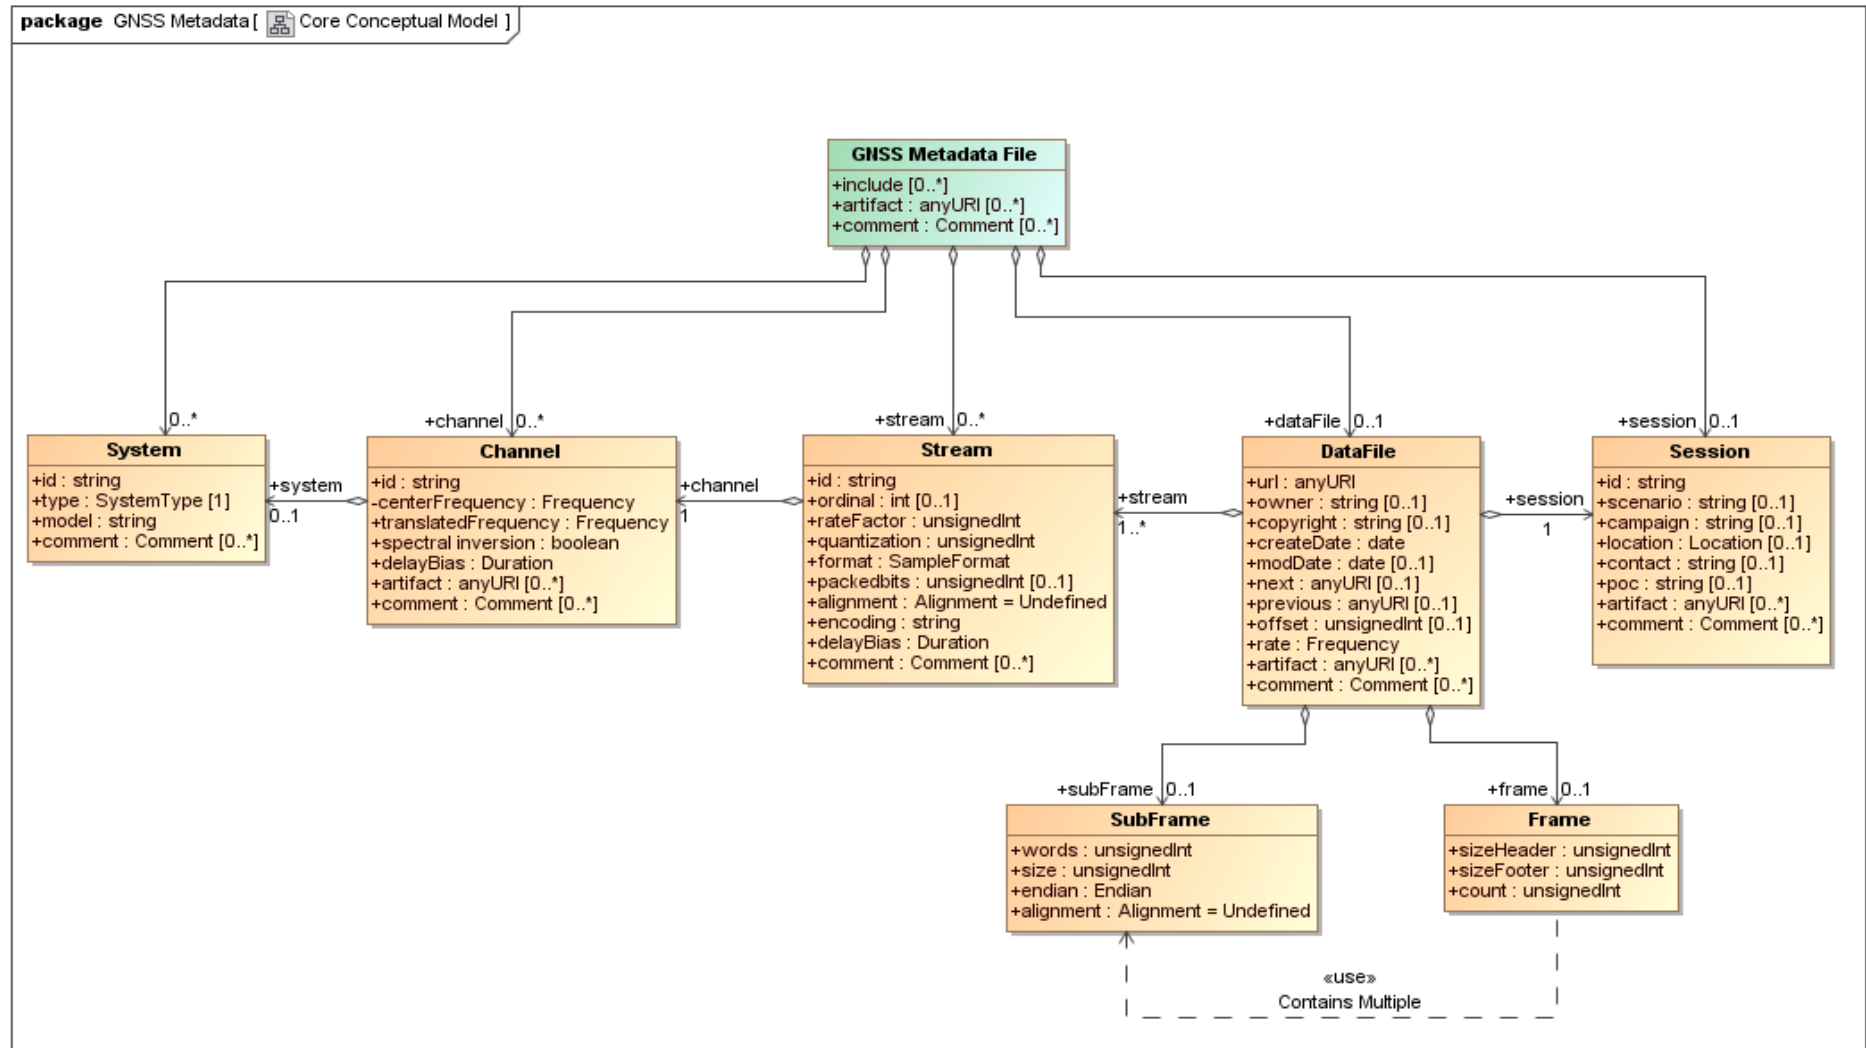 package GNSS Metadata [ Core Conceptual Model ]
GNSS Metadata File
+include [0..*]
+artifact : anyURI [0..*]
+comment : Comment [0..*]
0..*
+channel 0..*
+stream 0..*
+dataFile 0..1
+session 0..1
System
+id : string
+type : SystemType [1]
+model : string
+comment : Comment [0..*]
+system
0..1
Channel
+id : string
-centerFrequency : Frequency
+translatedFrequency : Frequency
+spectral inversion : boolean
+delayBias : Duration
+artifact : anyURI [0..*]
+comment : Comment [0..*]
+channel
1
Stream
+id : string
+ordinal : int [0..1]
+rateFactor : unsignedInt
+quantization : unsignedInt
+format : SampleFormat
+packedbits : unsignedInt [0..1]
+alignment : Alignment = Undefined
+encoding : string
+delayBias : Duration
+comment : Comment [0..*]
+stream
1..*
DataFile
+url : anyURI
+owner : string [0..1]
+copyright : string [0..1]
+createDate : date
+modDate : date [0..1]
+next : anyURI [0..1]
+previous : anyURI [0..1]
+offset : unsignedInt [0..1]
+rate : Frequency
+artifact : anyURI [0..*]
+comment : Comment [0..*]
+session
1
Session
+id : string
+scenario : string [0..1]
+campaign : string [0..1]
+location : Location [0..1]
+contact : string [0..1]
+poc : string [0..1]
+artifact : anyURI [0..*]
+comment : Comment [0..*]
+subFrame 0..1
+frame 0..1
SubFrame
+words : unsignedInt
+size : unsignedInt
+endian : Endian
+alignment : Alignment = Undefined
Frame
+sizeHeader : unsignedInt
+sizeFooter : unsignedInt
+count : unsignedInt
«use»
Contains Multiple